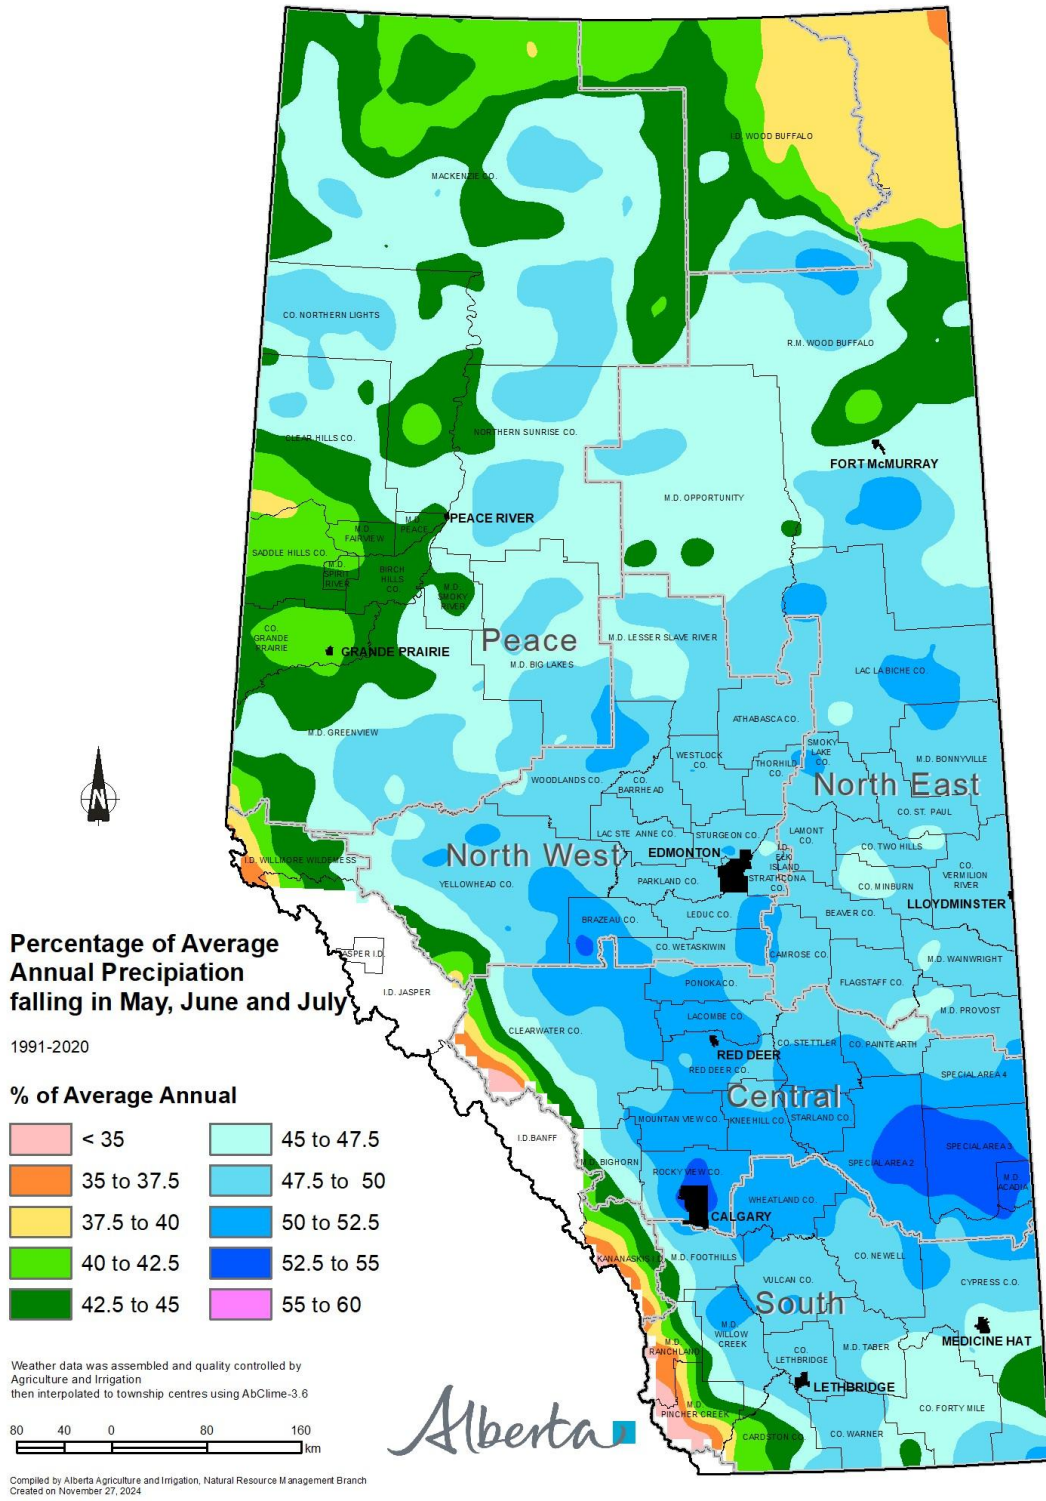 I.D. WOOD BUFFALO
MACKENZIE CO.
CO. NORTHERN LIGHTS
R.M. WOOD BUFFALO
CLEAR HILLS CO.
NORTHERN SUNRISE CO.
FORT McMURRAY
M.D. OPPORTUNITY
M.D.
PEACE
PEACE RIVER
M.D.
FAIRVIEW
SADDLE HILLS CO.
M.D.
SPIRIT
RIVER
BIRCH
HILLS
CO.
M.D.
SMOKY
RIVER
CO.
GRANDE
PRAIRIE
GRANDE PRAIRIE
Peace
M.D. LESSER SLAVE RIVER
M.D. BIG LAKES
LAC LA BICHE CO.
M.D. GREENVIEW
ATHABASCA CO.
WESTLOCK
CO.
SMOKY
LAKE
CO.
THORHILD
CO.
M.D. BONNYVILLE
North East
WOODLANDS CO.
CO.
BARRHEAD
CO. ST. PAUL
N
LAC STE ANNE CO.
STURGEON CO.
LAMONT
CO.
CO. TWO HILLS
I.D. WILLMORE WILDERNESS
North West
EDMONTON
I.D.
ELK
ISLAND
STRATHCONA
CO.
YELLOWHEAD CO.
PARKLAND CO.
CO. MINBURN
CO.
VERMILION
RIVER
LLOYDMINSTER
BRAZEAU CO.
LEDUC CO.
BEAVER CO.
CO. WETASKIWIN
CAMROSE CO.
M.D. WAINWRIGHT
Percentage of Average
Annual Precipiation
falling in May, June and July
JASPER I.D.
I.D. JASPER
PONOKA CO.
FLAGSTAFF CO.
M.D. PROVOST
1991-2020
CLEARWATER CO.
LACOMBE CO.
RED DEER
CO. STETTLER
CO. PAINTEARTH
RED DEER CO.
SPECIAL AREA 4
% of Average Annual
Central
MOUNTAN VIEW CO.
KNEEHILL CO.
STARLAND CO.
< 35
45 to 47.5
I.D.BANFF
SPECIAL AREA 3
M.D. BIGHORN
ROCKY VIEW CO.
SPECIAL AREA 2
35 to 37.5
47.5 to 50
M.D.
ACADIA
WHEATLAND CO.
CALGARY
37.5 to 40
50 to 52.5
KANANASKIS I.D.
M.D. FOOTHILLS
CO. NEWELL
40 to 42.5
52.5 to 55
VULCAN CO.
CYPRESS C.O.
South
42.5 to 45
55 to 60
M.D.
WILLOW
CREEK
MEDICINE HAT
M.D.
RANCHLAND
CO.
LETHBRIDGE
M.D. TABER
LETHBRIDGE
M.D.
PINCHER CREEK
CO. FORTY MILE
CARDSTON CO.
CO. WARNER
Weather data was assembled and quality controlled by
Agriculture and Irrigation
then interpolated to township centres using AbClime-3.6
80 40 0 80 160
km
Alberta
Compiled by Alberta Agriculture and Irrigation, Natural Resource Management Branch
Created on November 27, 2024